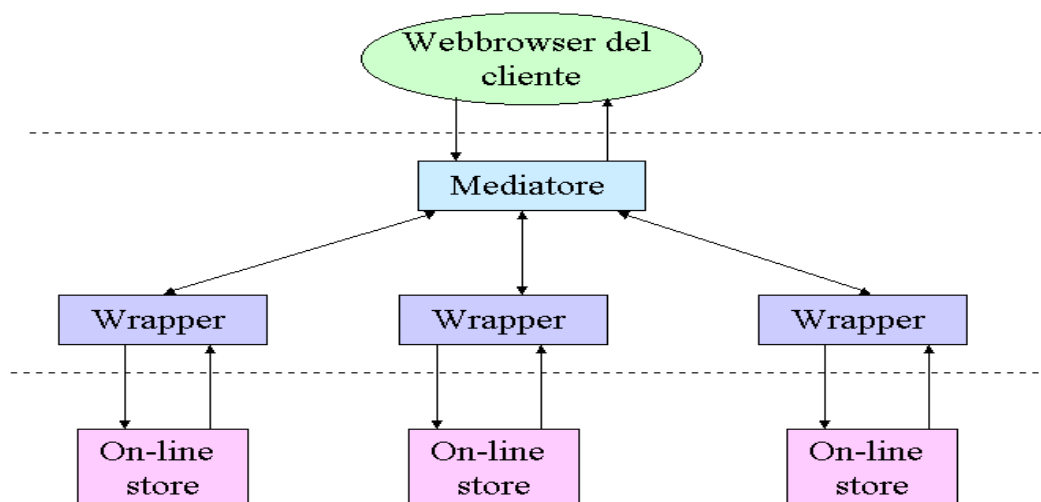 Webbrowser del
cliente
Mediatore
Wrapper
Wrapper
Wrapper
On-line
store
On-line
store
On-line
store